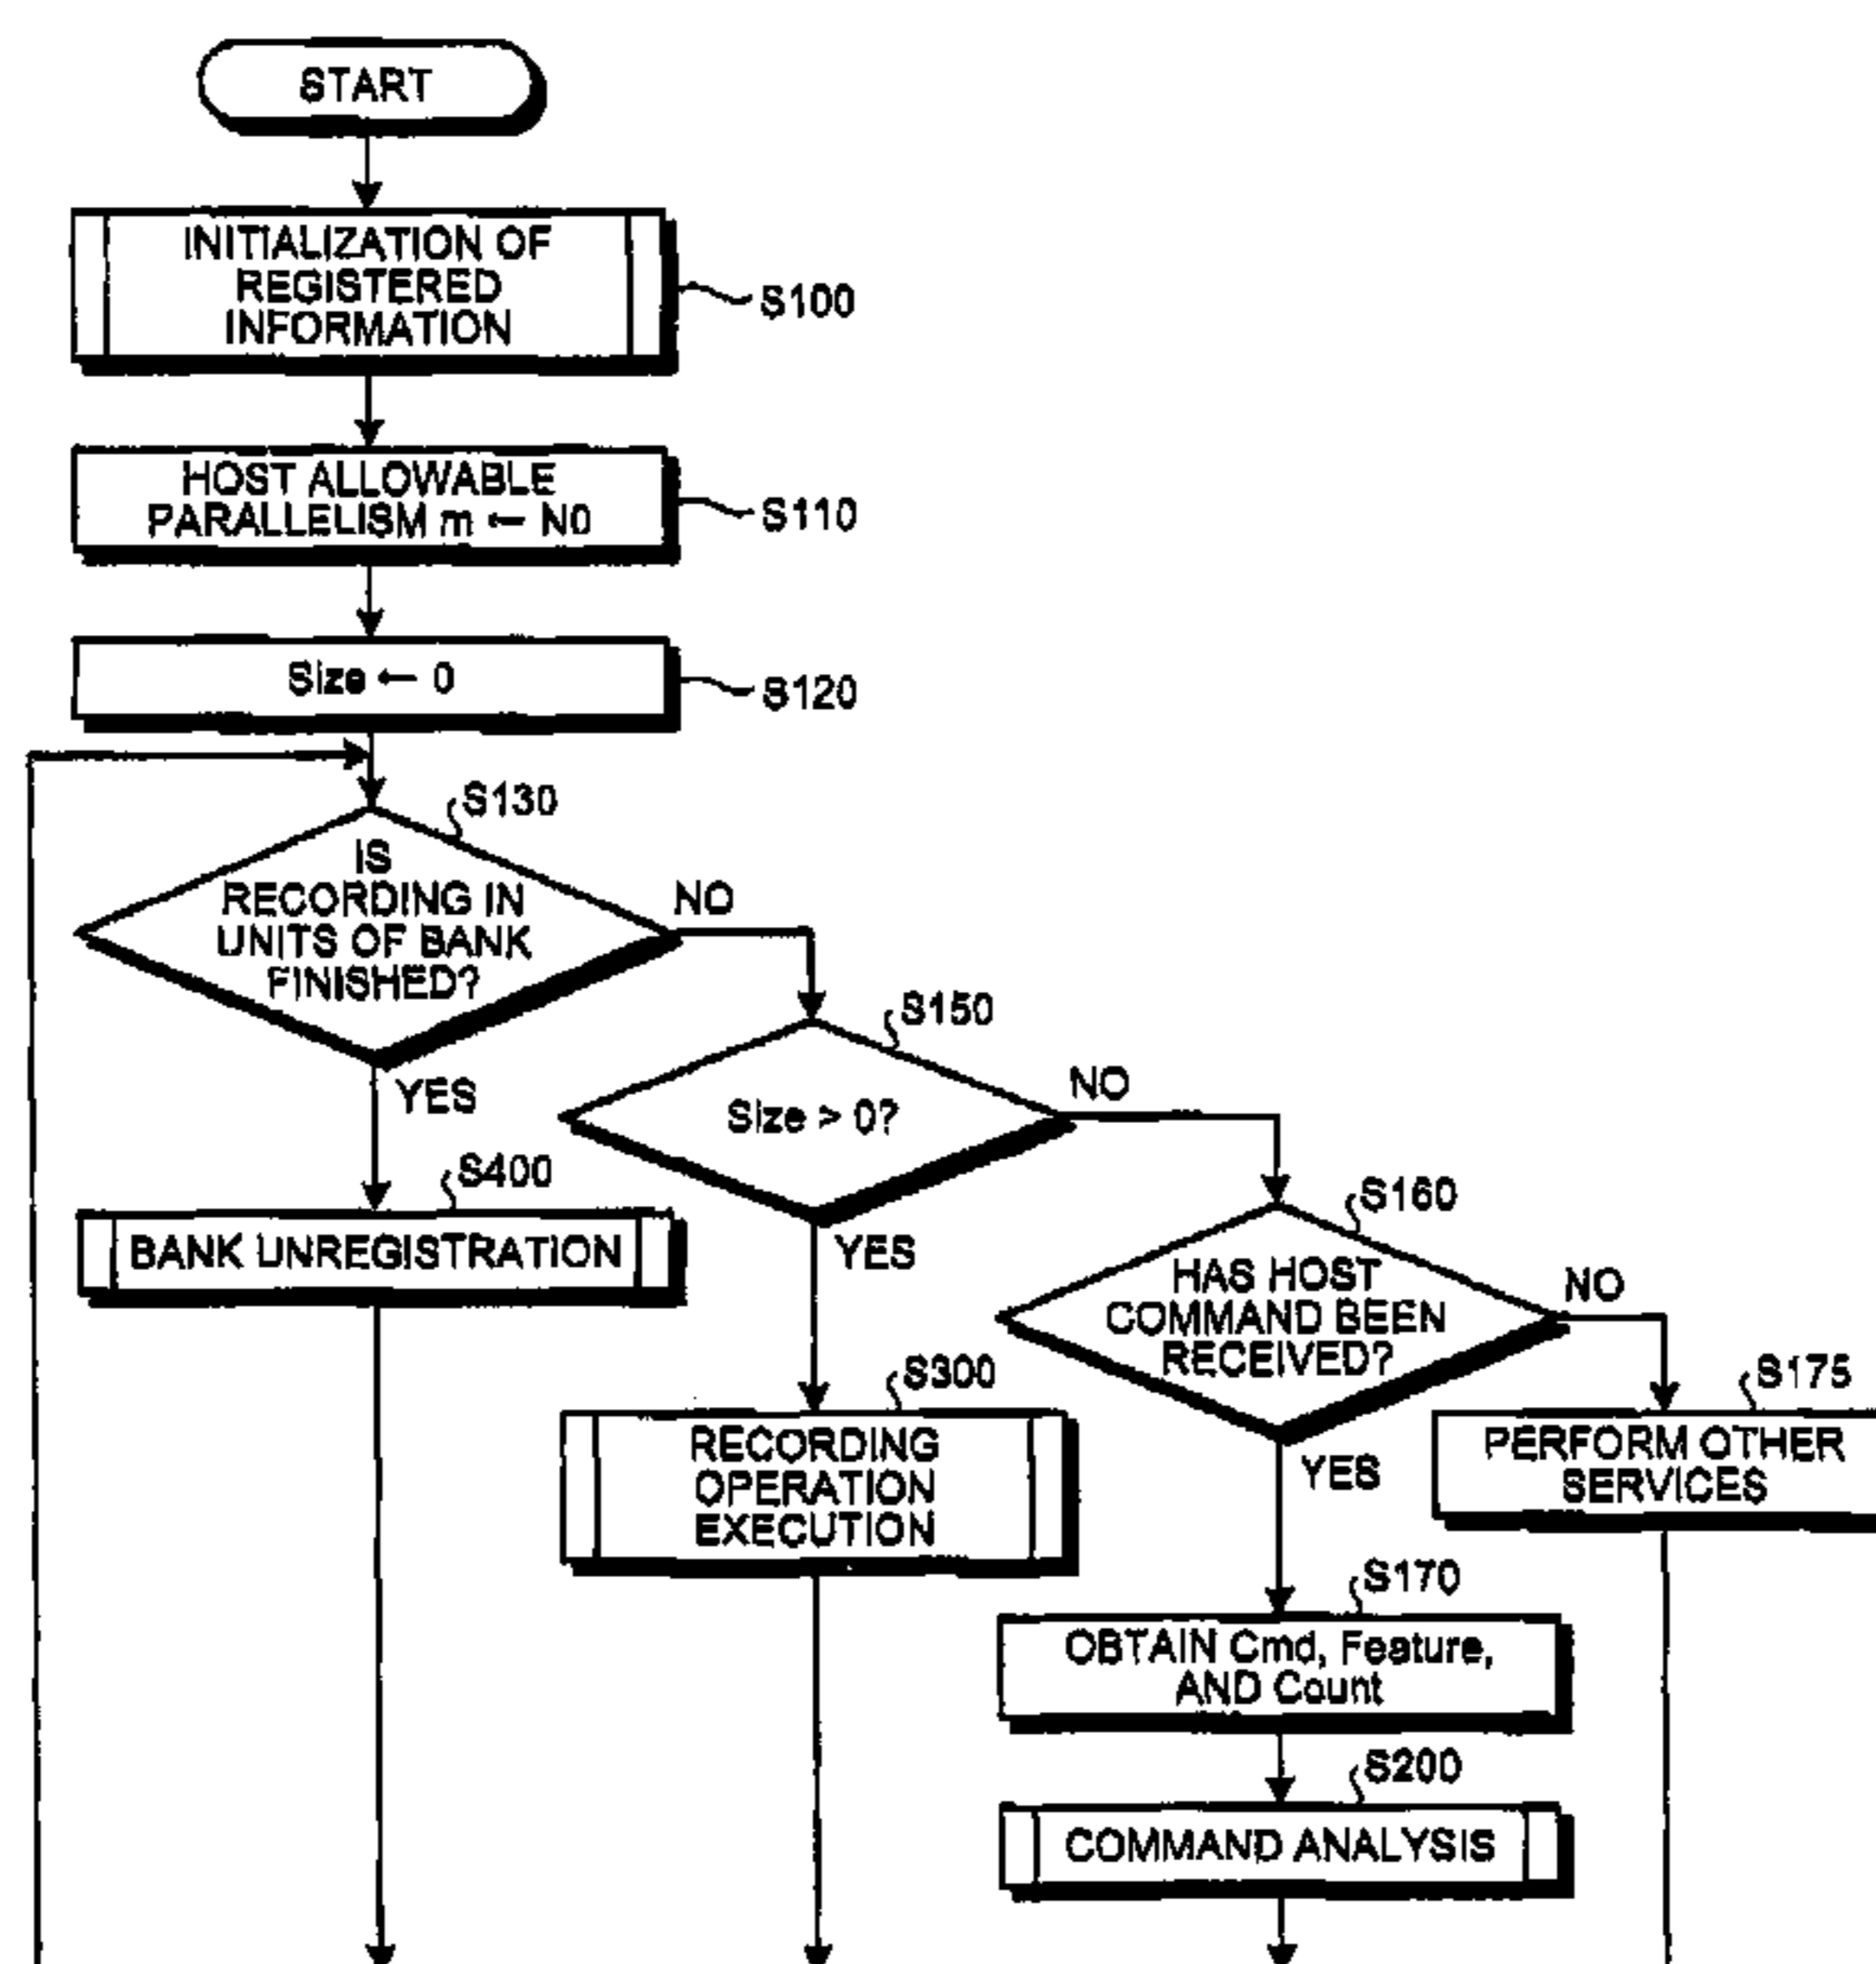 START
INITIALIZATION OF
REGISTERED
INFORMATION
S100
HOST ALLOWABLE
PARALLELISM m ← N0
S110
Size ← 0
S120
S130
IS
RECORDING IN
UNITS OF BANK
FINISHED?
NO
YES
S150
Size > 0?
NO
YES
S400
BANK UNREGISTRATION
S160
HAS HOST
COMMAND BEEN
RECEIVED?
NO
YES
S300
RECORDING
OPERATION
EXECUTION
S175
PERFORM OTHER
SERVICES
S170
OBTAIN Cmd, Feature,
AND Count
S200
COMMAND ANALYSIS